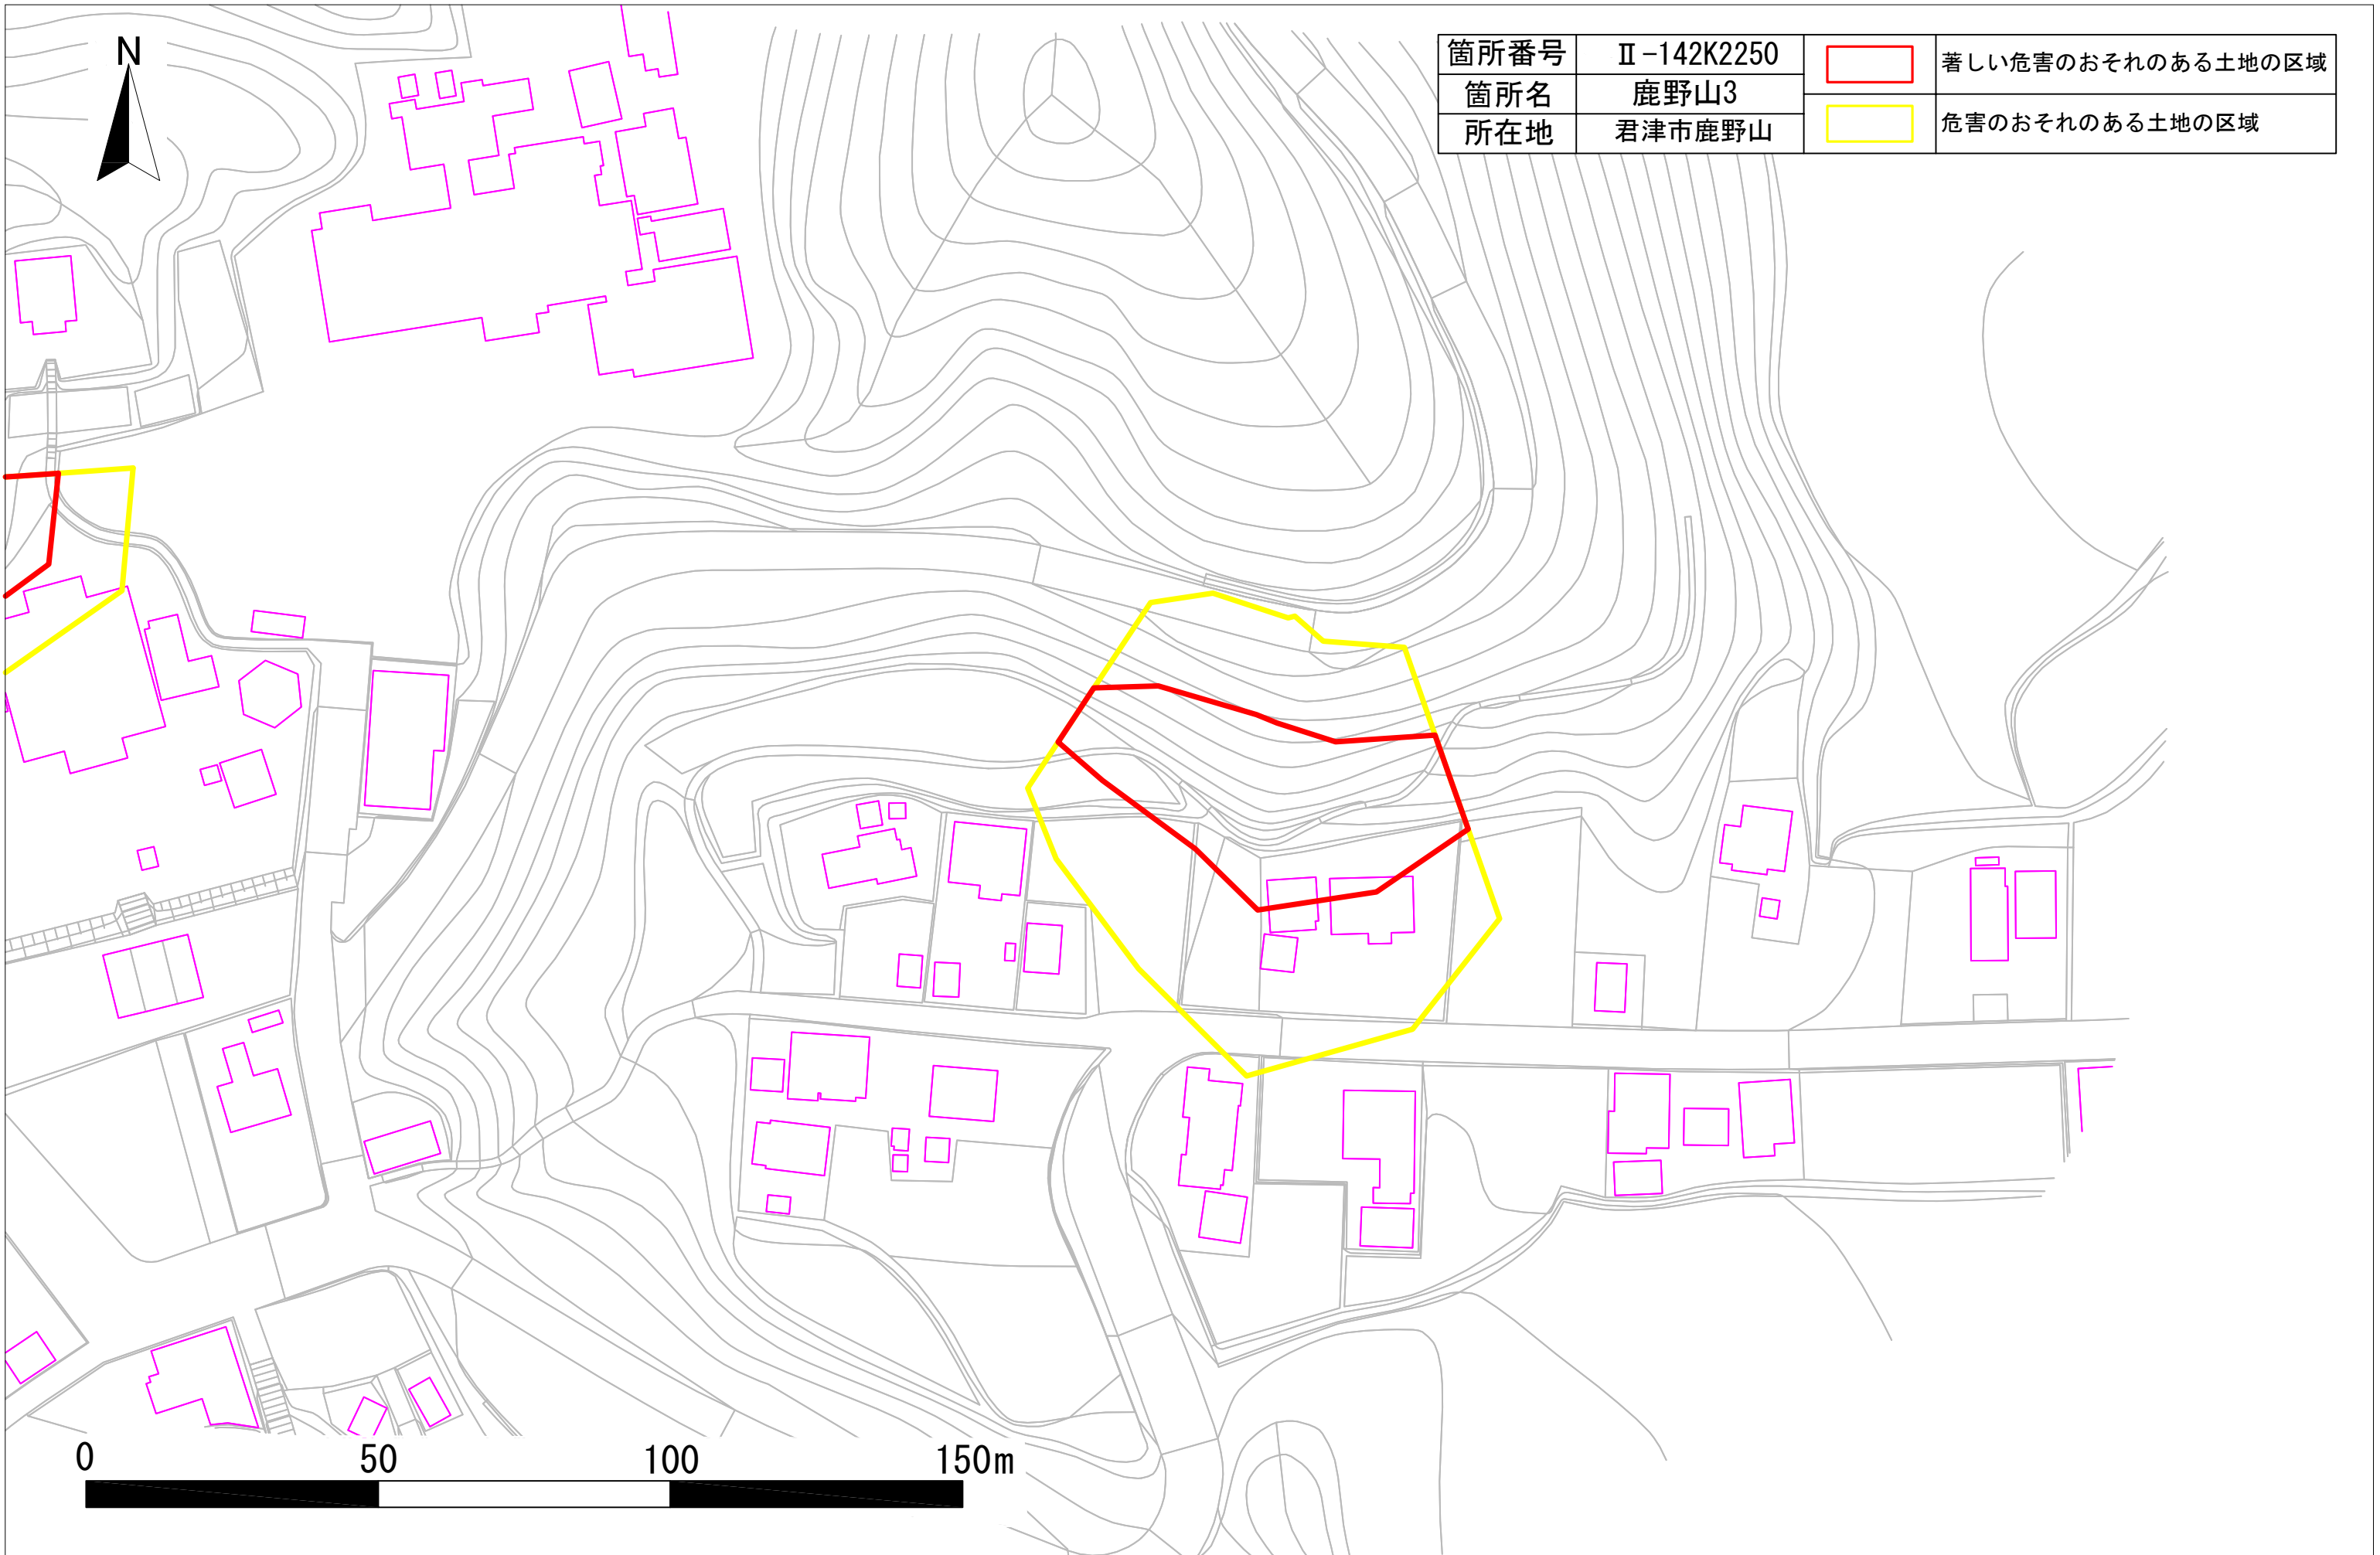 N
箇所番号 Ⅱ-142K2250
箇所名 鹿野山3
所在地 君津市鹿野山
著しい危害のおそれのある土地の区域
危害のおそれのある土地の区域
0 50 100 150m